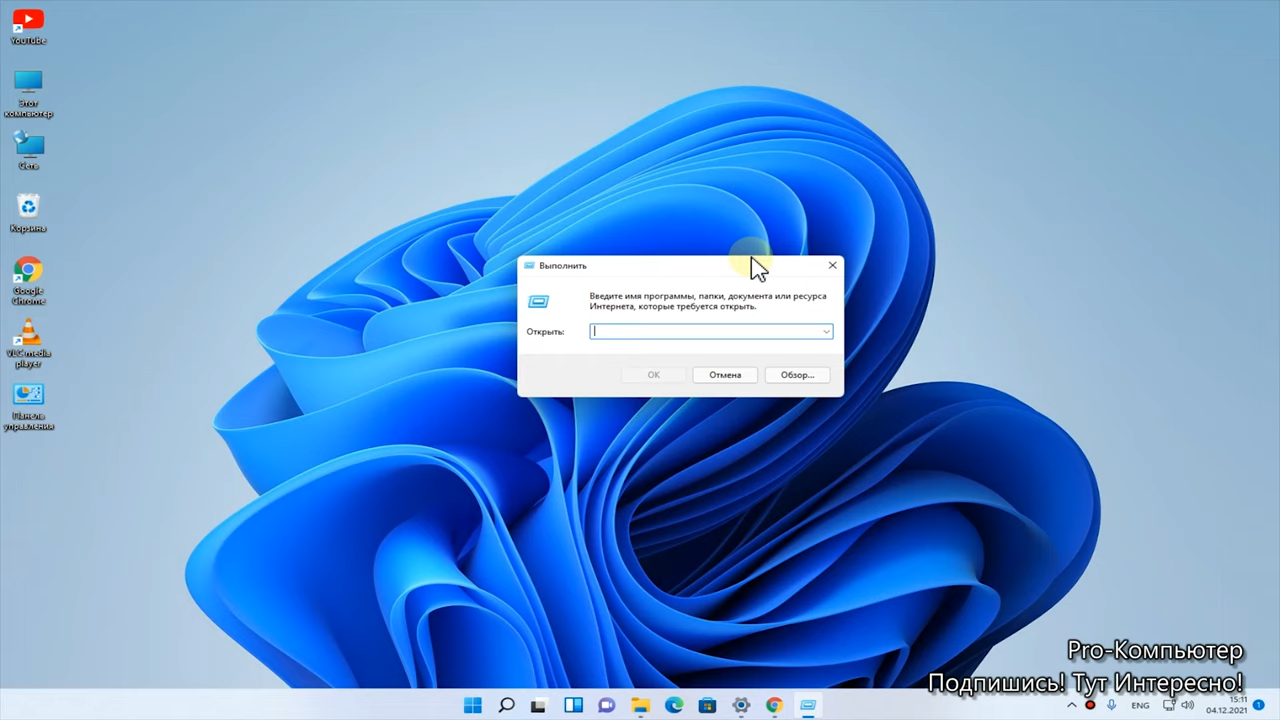 YouTube
Этот
компьютер
Сеть
Корзина
Google
Chrome
VLC media
player
Панель
управления
Выполнить
Введите имя программы, папки, документа или ресурса
Интернета, которые требуется открыть.
Открыть:
ОК
Отмена
Обзор...
Pro-Компьютер
Подпишись! Тут Интересно!
ENG
15:11
04.12.2021
1